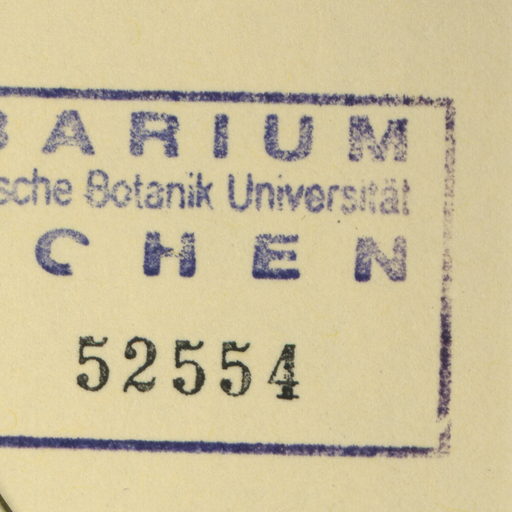 BARIUM
sche Botanik Universität
CHEN
52554